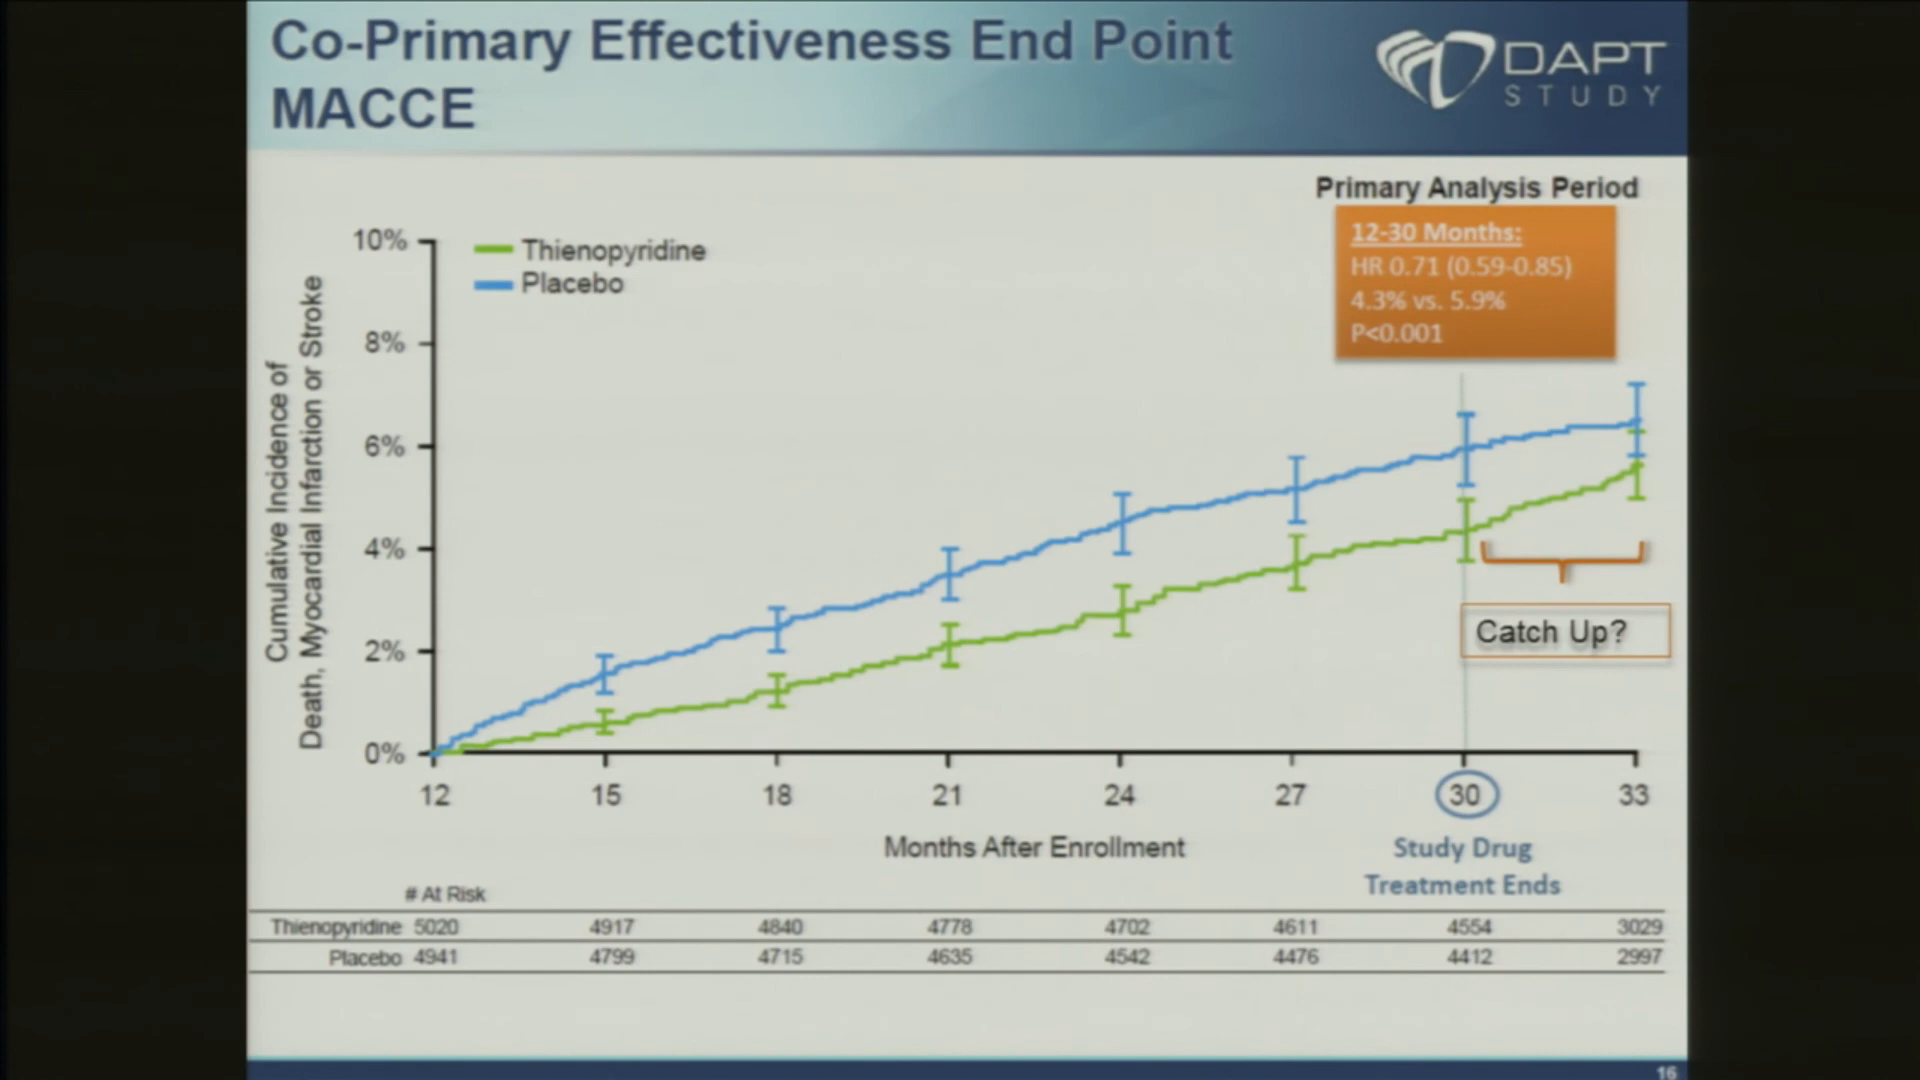 Co-Primary Effectiveness End Point
MACCE
DAPT
STUDY
Primary Analysis Period
12-30 Months:
HR 0.71 (0.59-0.85)
4.3% vs. 5.9%
P<0.001
Thienopyridine
Placebo
Cumulative Incidence of
Death, Myocardial Infarction or Stroke
10%
8%
6%
4%
2%
0%
Catch Up?
12 15 18 21 24 27 30 33
Months After Enrollment
Study Drug
Treatment Ends
# At Risk
Thienopyridine 5020 4917 4840 4778 4702 4611 4554 3029
Placebo 4941 4799 4715 4635 4542 4476 4412 2997
16